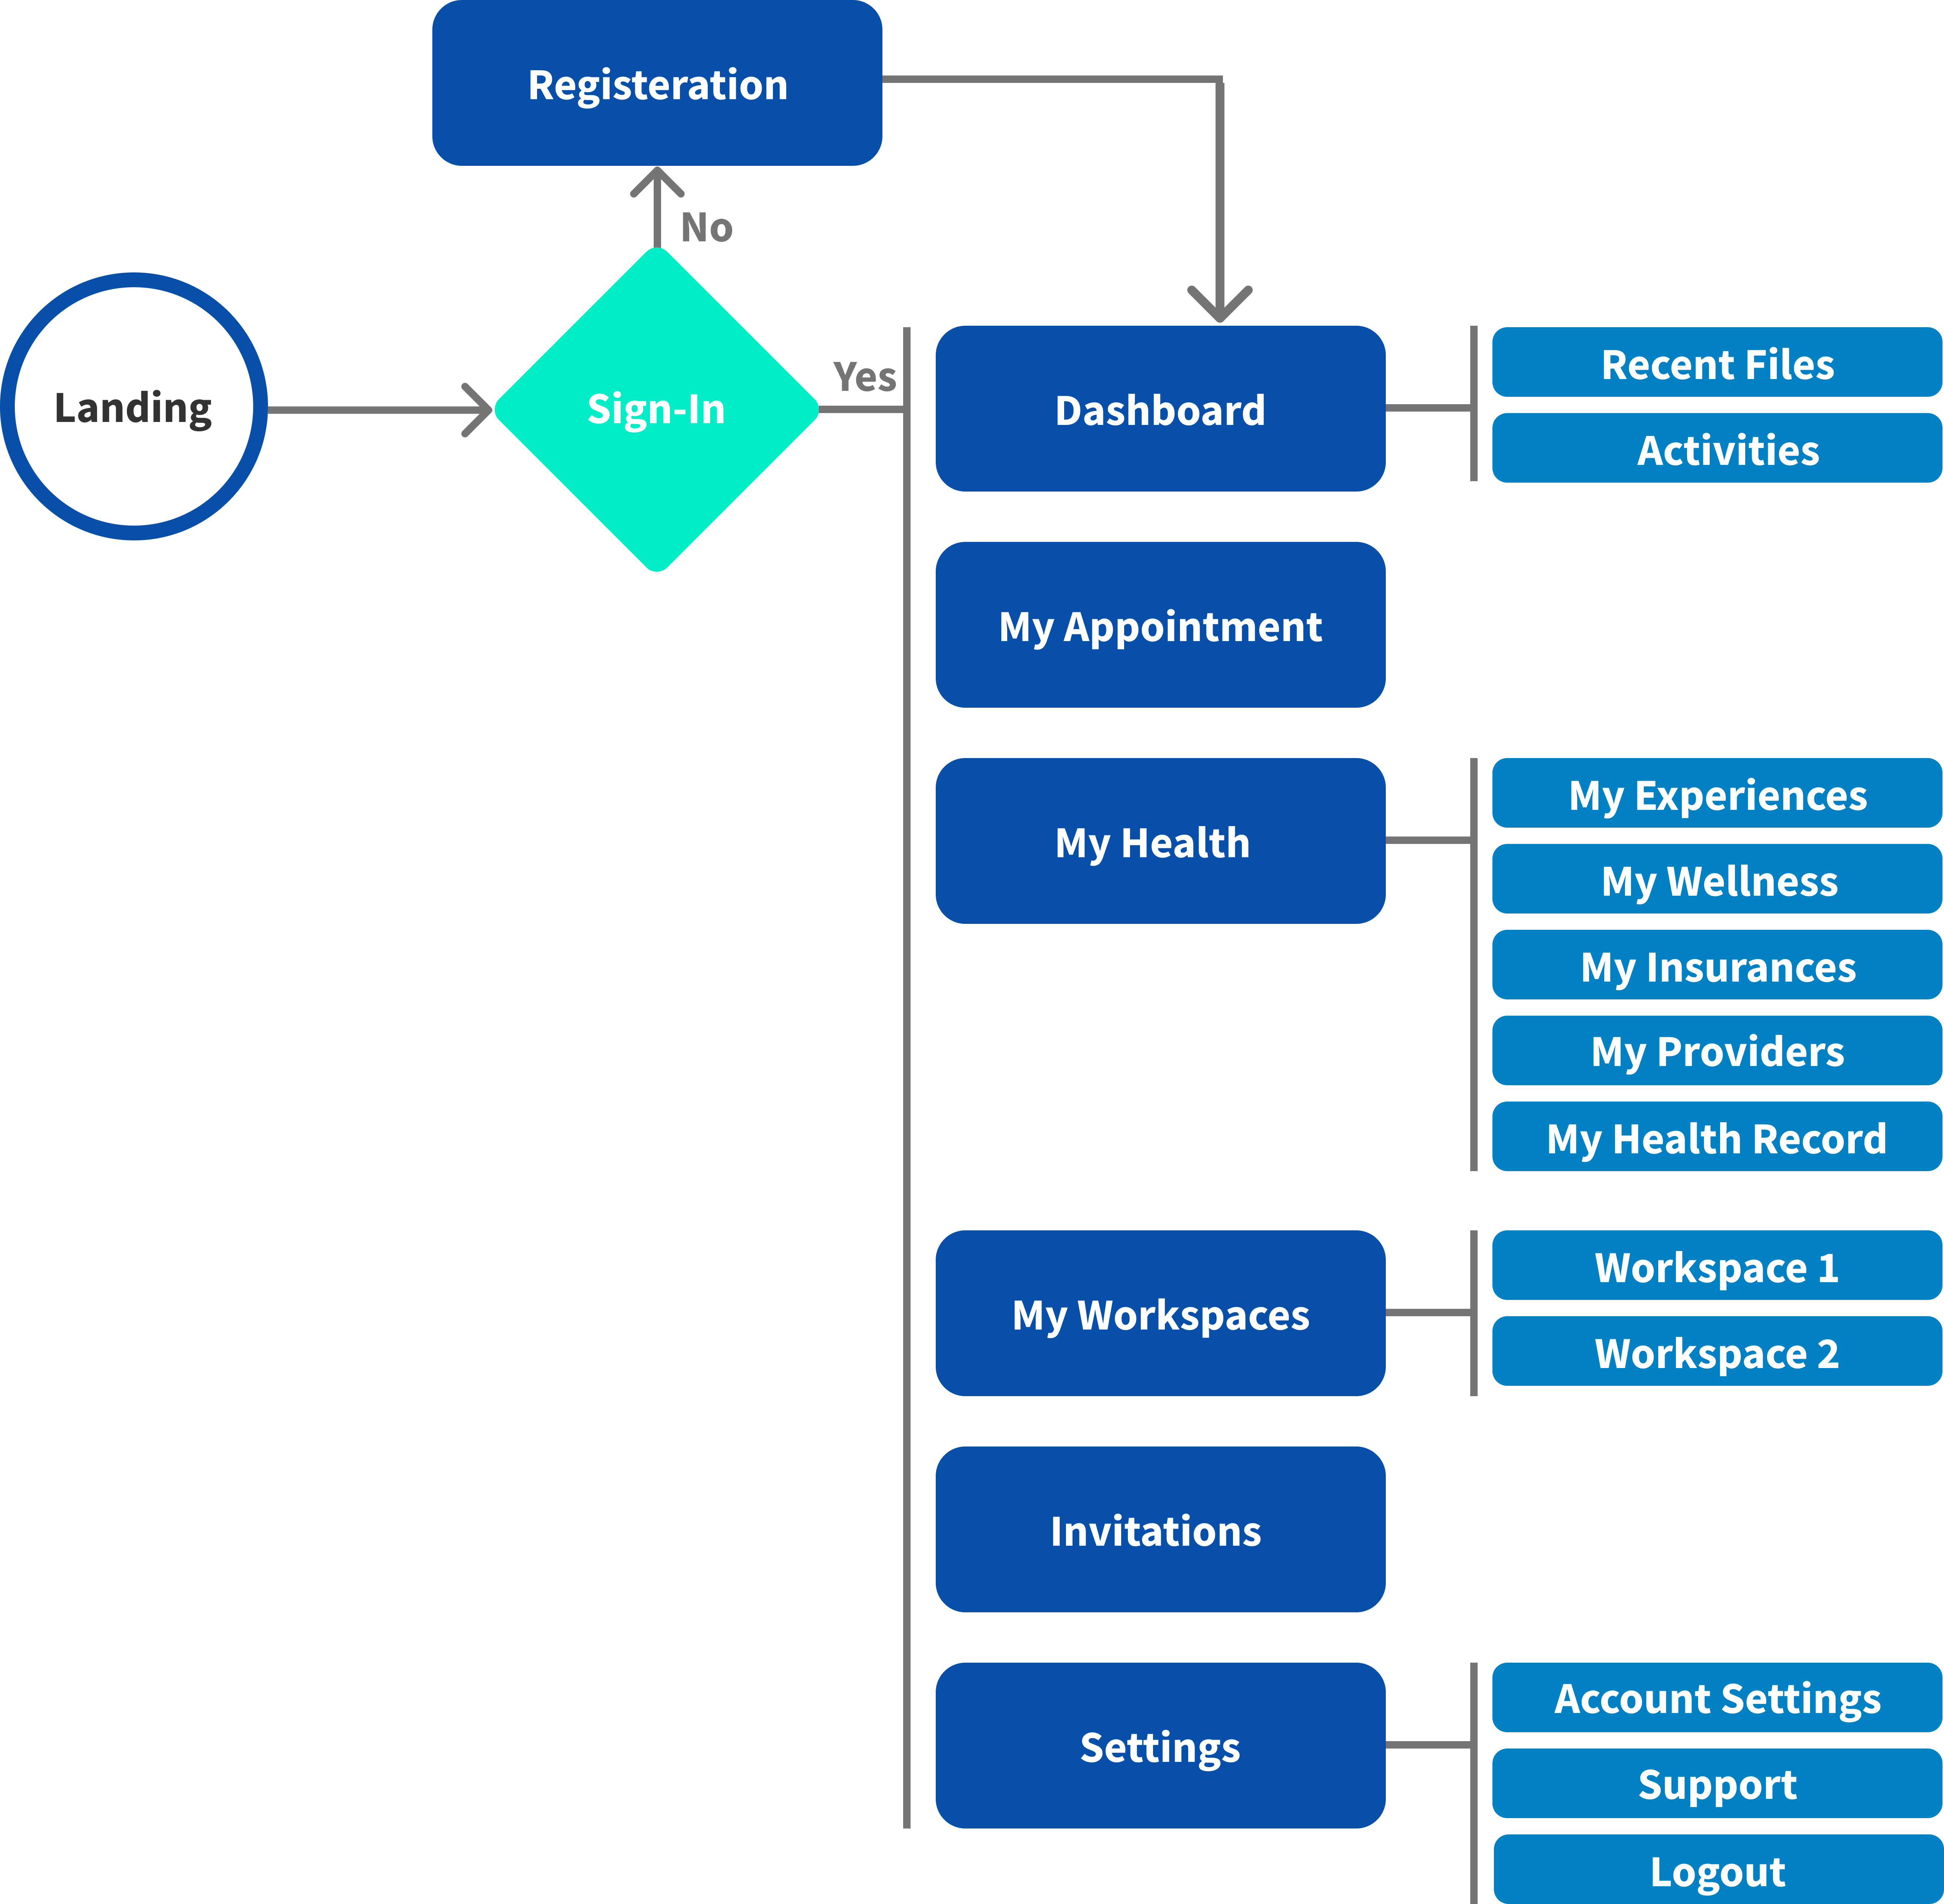 Registeration
No
Landing
Sign-In
Yes
Dashboard
Recent Files
Activities
My Appointment
My Health
My Experiences
My Wellness
My Insurances
My Providers
My Health Record
My Workspaces
Workspace 1
Workspace 2
Invitations
Settings
Account Settings
Support
Logout